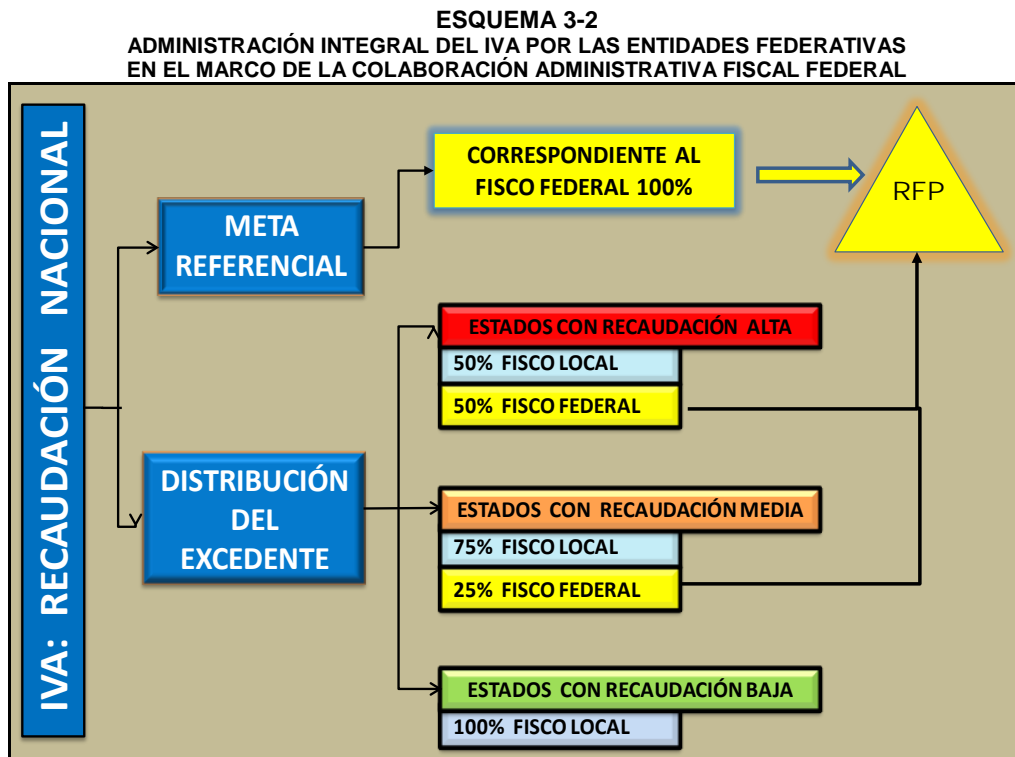 ESQUEMA 3-2
ADMINISTRACIÓN INTEGRAL DEL IVA POR LAS ENTIDADES FEDERATIVAS
EN EL MARCO DE LA COLABORACIÓN ADMINISTRATIVA FISCAL FEDERAL
IVA: RECAUDACIÓN NACIONAL
META
REFERENCIAL
CORRESPONDIENTE AL
FISCO FEDERAL 100%
RFP
DISTRIBUCIÓN
DEL
EXCEDENTE
ESTADOS CON RECAUDACIÓN ALTA
50% FISCO LOCAL
50% FISCO FEDERAL
ESTADOS CON RECAUDACIÓN MEDIA
75% FISCO LOCAL
25% FISCO FEDERAL
ESTADOS CON RECAUDACIÓN BAJA
100% FISCO LOCAL